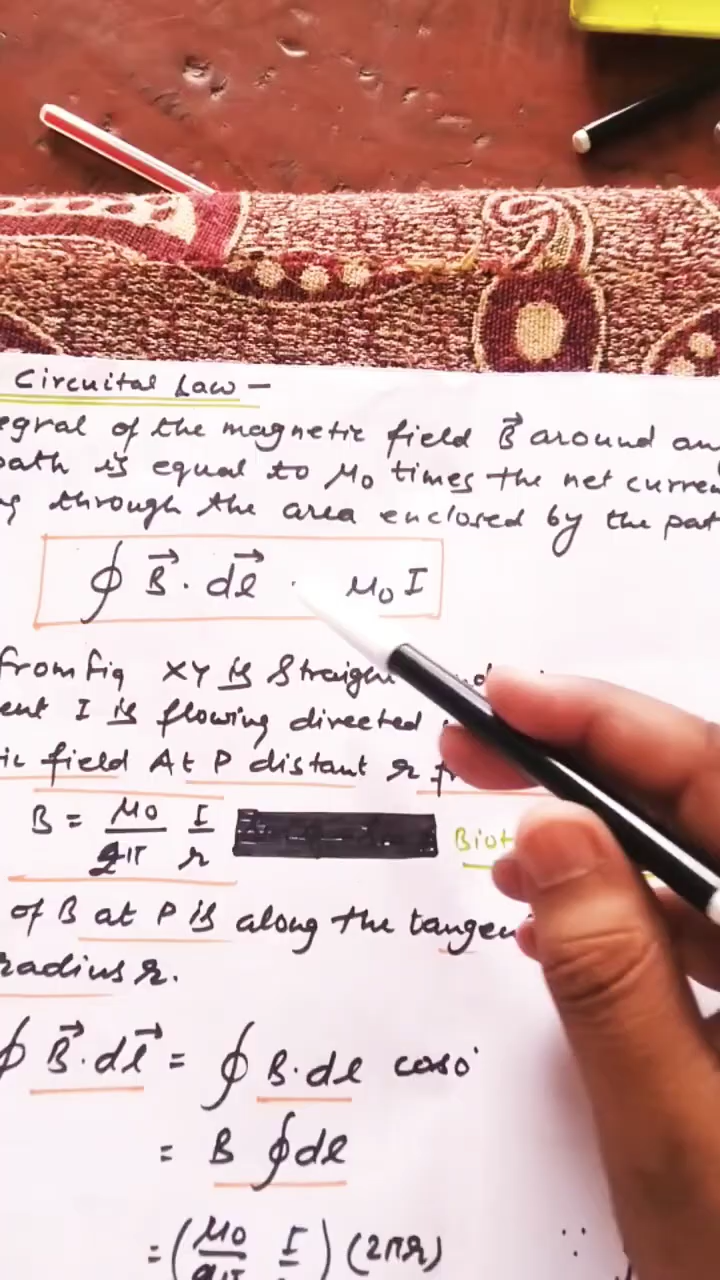 Circuital Law —
egral of the magnetic field B⃗ around an
path is equal to μ₀ times the net curre
g through the area enclosed by the pat
∮ B⃗ . dl⃗ μ₀ I
from fig XY is straight
ent I is flowing directed
ic field At P distant r f
B = μ₀/2π I/r Biot
of B at P is along the tangen
radius r.
∮ B⃗ . dl⃗ = ∮ B . dl cos0°
= B ∮ dl
= (μ₀/2π I/) (2πr) ∵